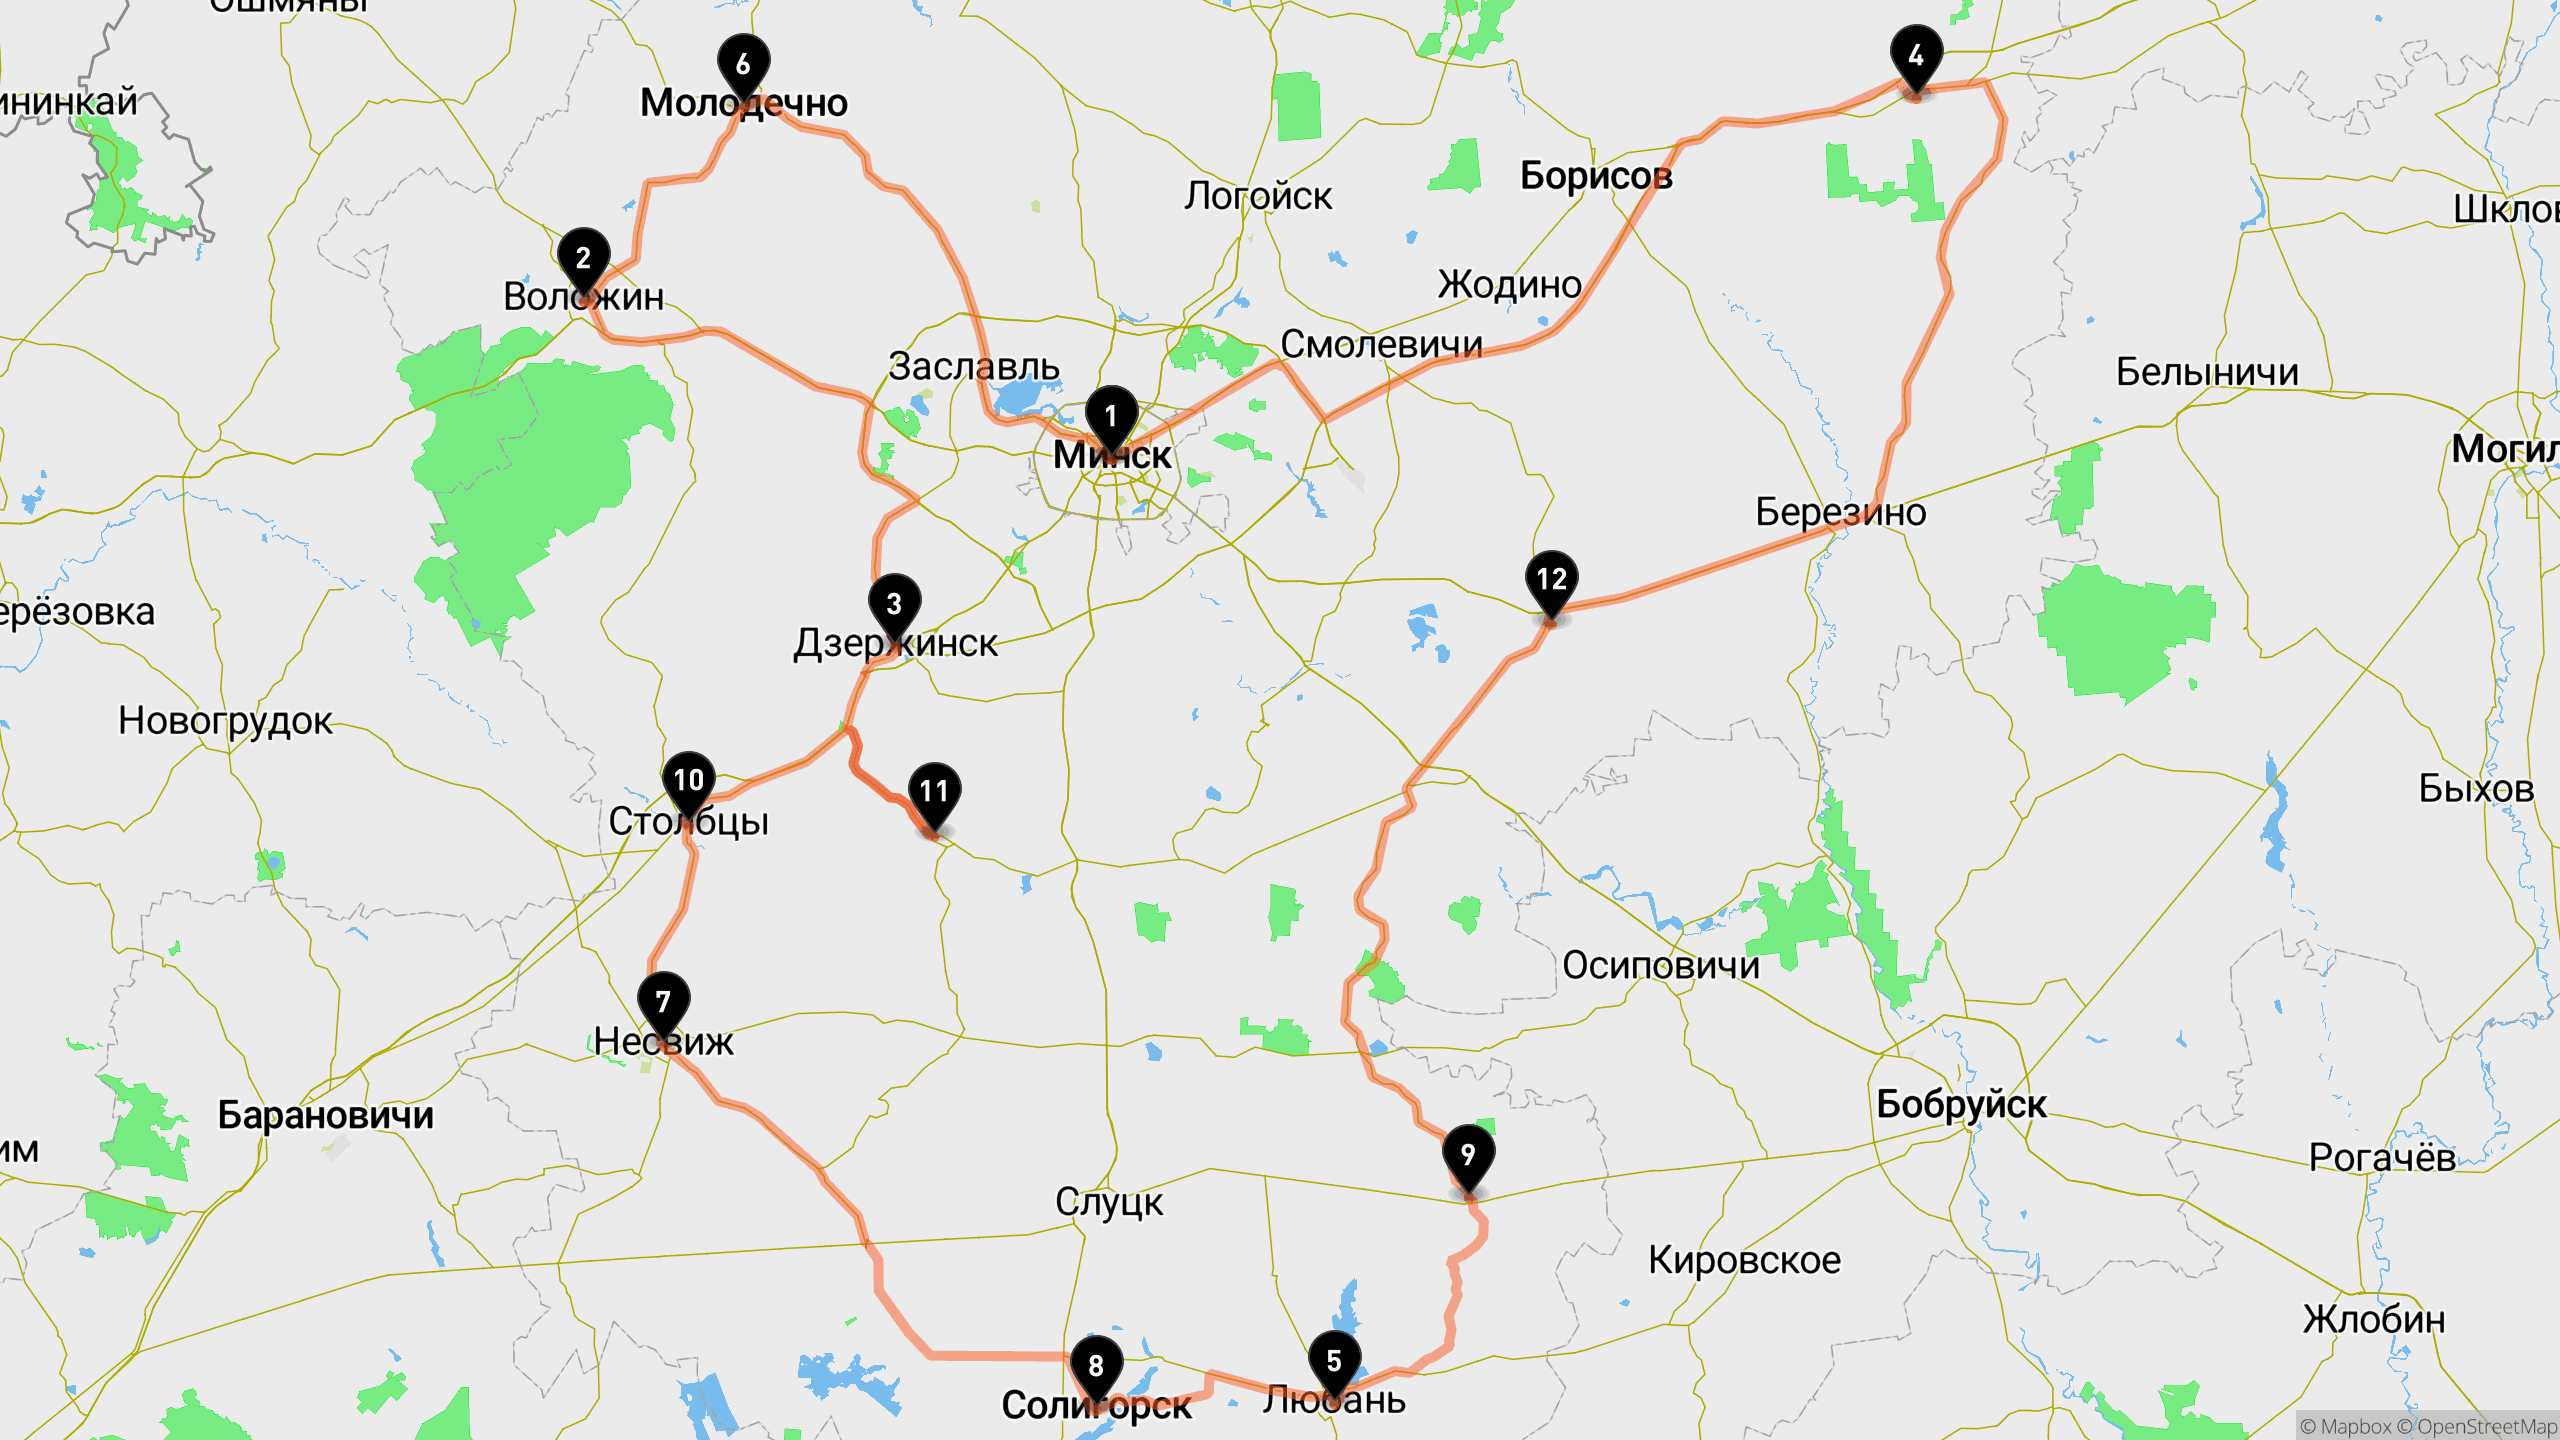 Ошмяны
6
4
Молодечно
ининкай
Борисов
Логойск
Шклов
2
Воложин
Жодино
Смолевичи
Заславль
Белыничи
1
Минск
Могил
Березино
12
3
ерёзовка
Дзержинск
Новогрудок
10
11
Столбцы
Быхов
Осиповичи
7
Несвиж
Барановичи
Бобруйск
им
9
Рогачёв
Слуцк
Кировское
Жлобин
8
5
Солигорск
Любань
© Mapbox © OpenStreetMap